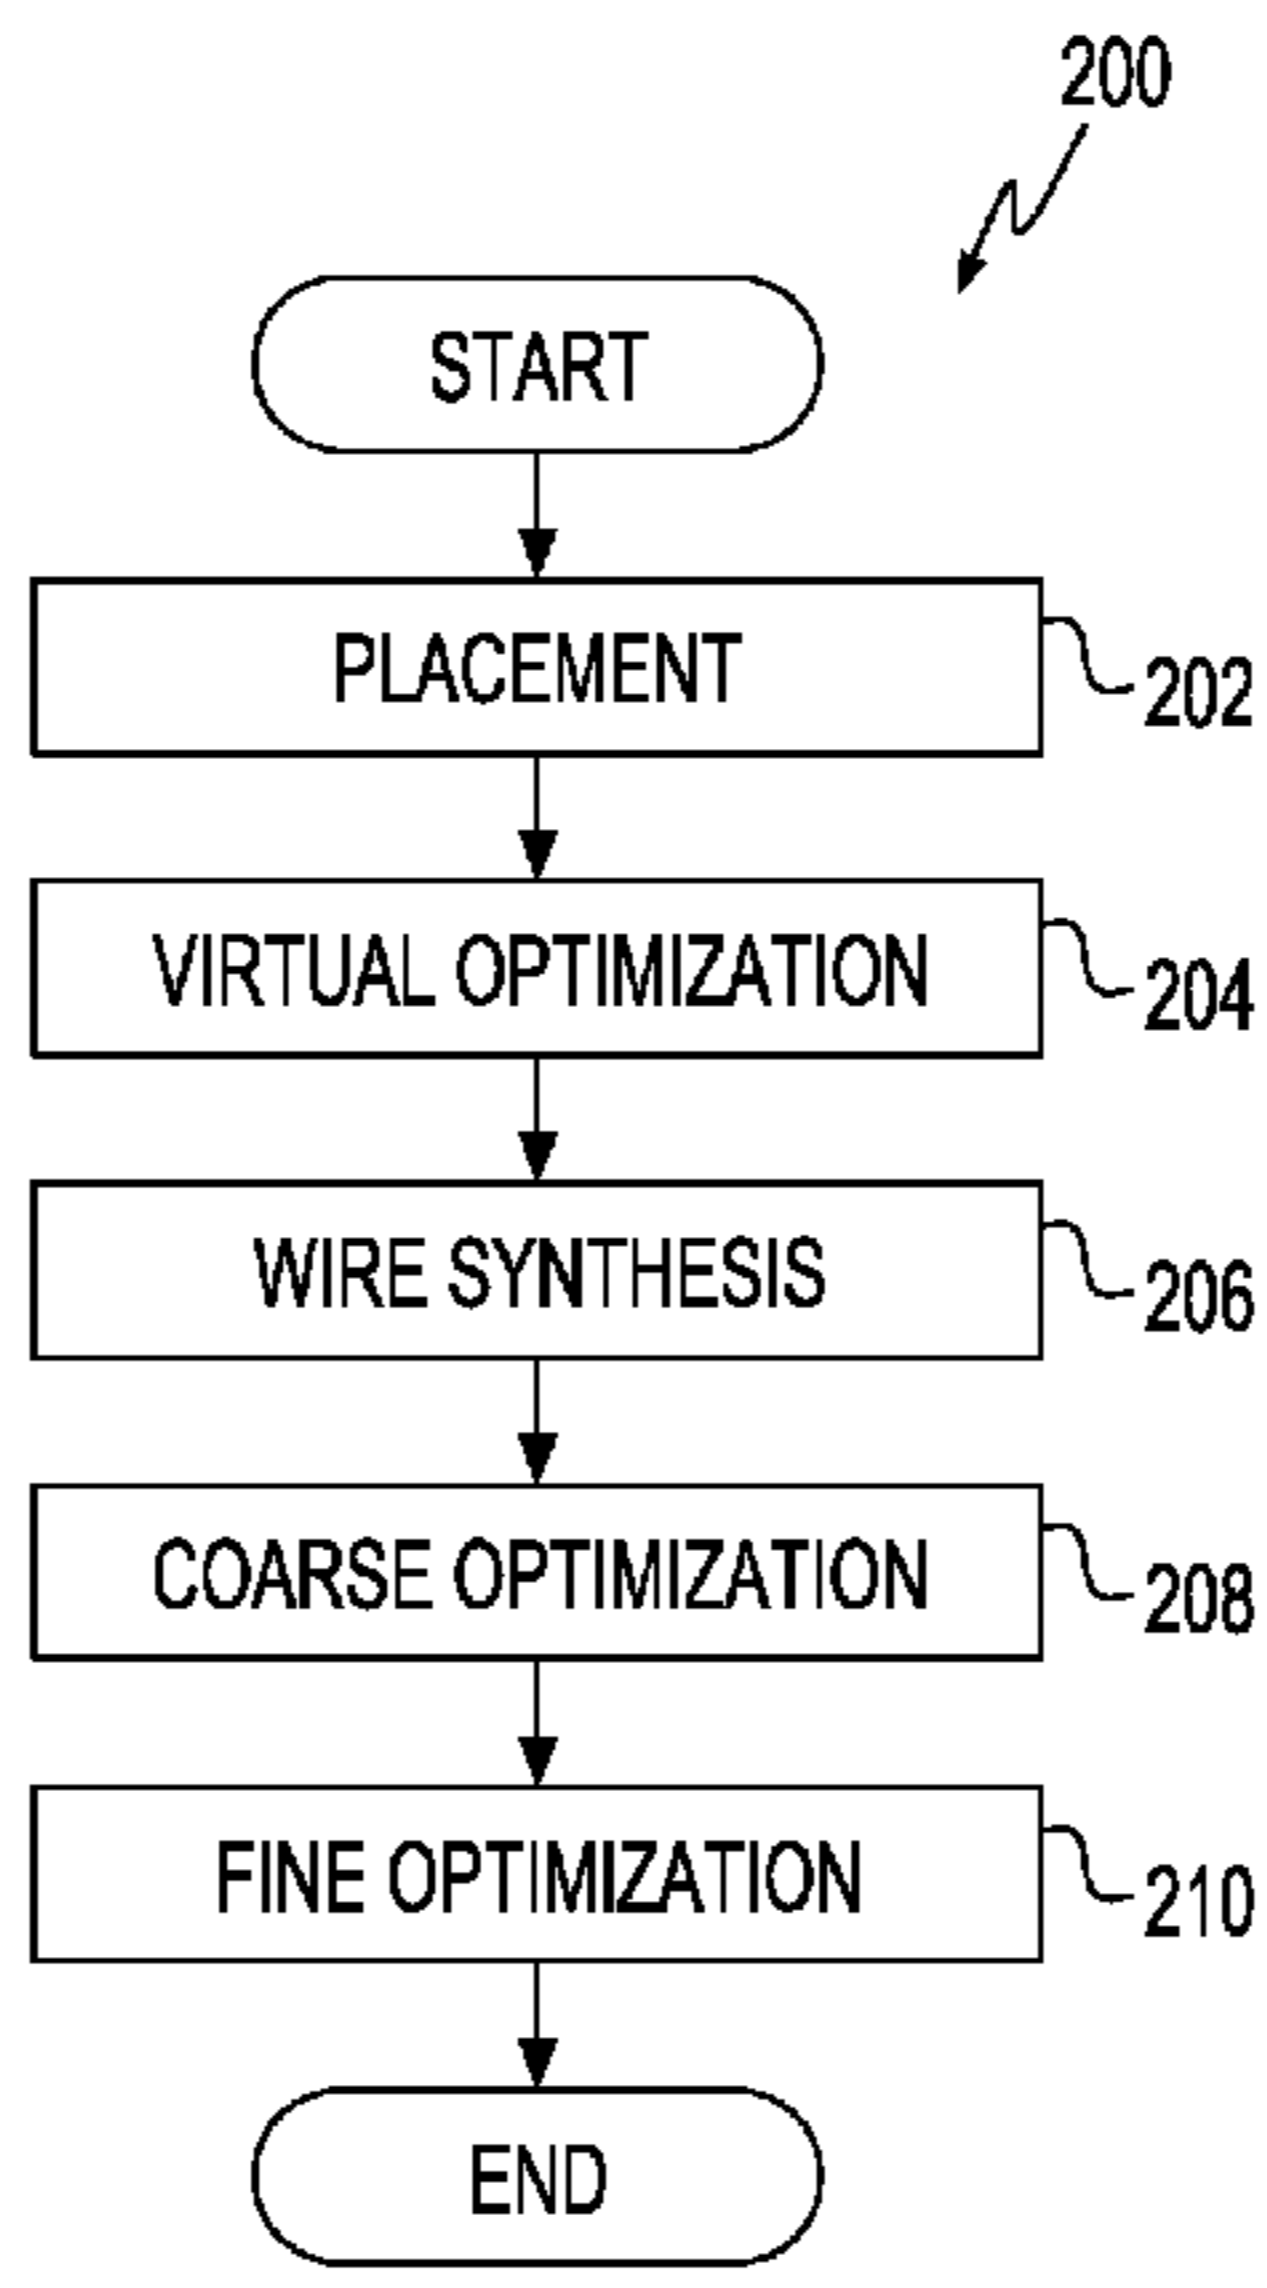 200
START
PLACEMENT
202
VIRTUAL OPTIMIZATION
204
WIRE SYNTHESIS
206
COARSE OPTIMIZATION
208
FINE OPTIMIZATION
210
END